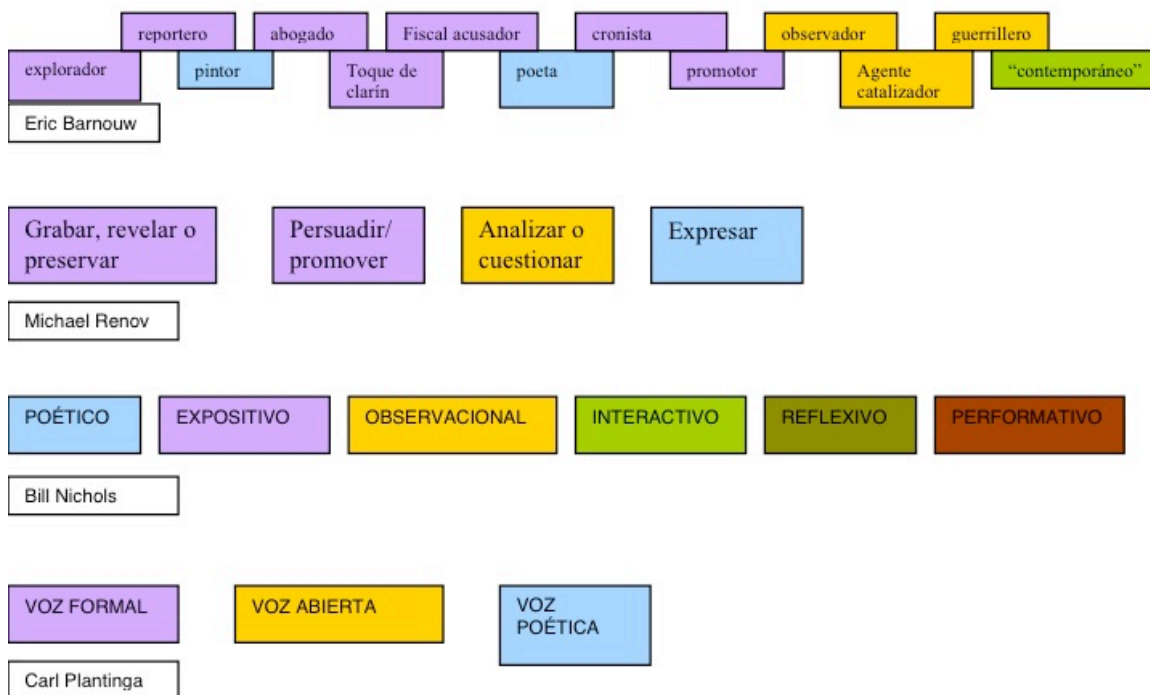 reportero
abogado
Fiscal acusador
cronista
observador
guerrillero
explorador
pintor
Toque de
clarín
poeta
promotor
Agente
catalizador
“contemporáneo”
Eric Barnouw
Grabar, revelar o
preservar
Persuadir/
promover
Analizar o
cuestionar
Expresar
Michael Renov
POÉTICO
EXPOSITIVO
OBSERVACIONAL
INTERACTIVO
REFLEXIVO
PERFORMATIVO
Bill Nichols
VOZ FORMAL
VOZ ABIERTA
VOZ
POÉTICA
Carl Plantinga